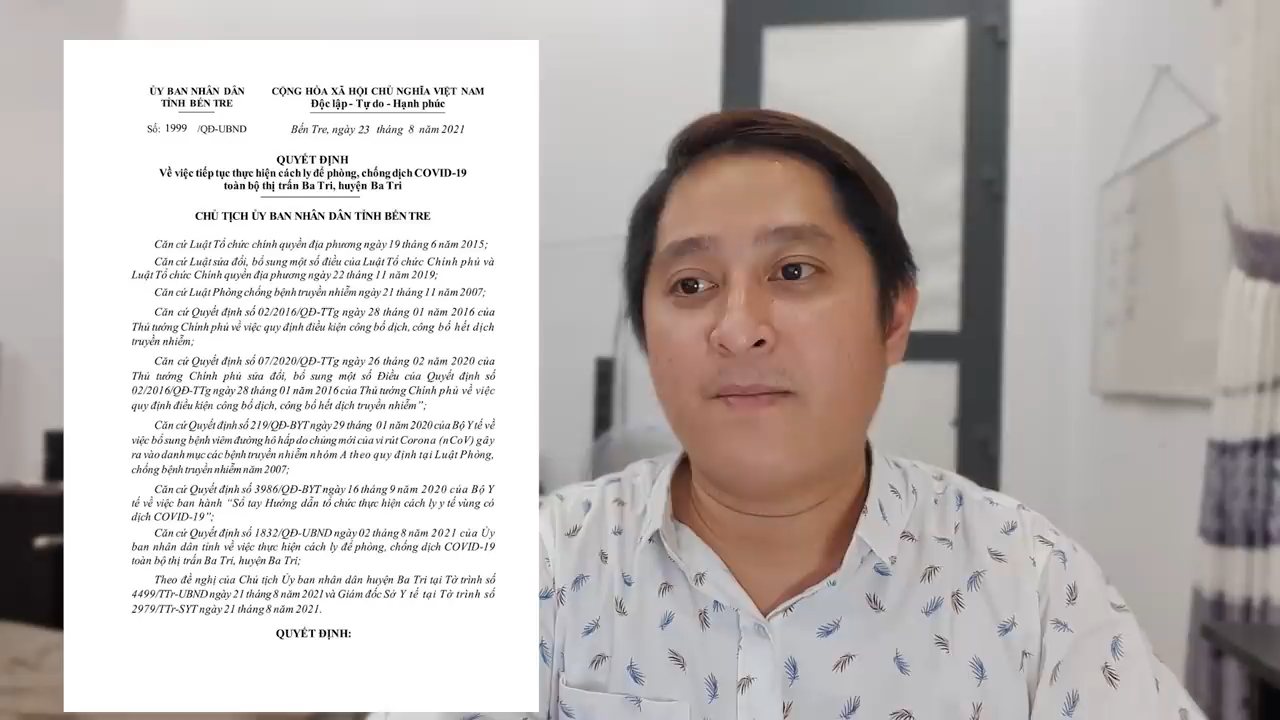 ỦY BAN NHÂN DÂN
TỈNH BẾN TRE
CỘNG HÒA XÃ HỘI CHỦ NGHĨA VIỆT NAM
Độc lập - Tự do - Hạnh phúc
Số: 1999 /QĐ-UBND
Bến Tre, ngày 23 tháng 8 năm 2021
QUYẾT ĐỊNH
Về việc tiếp tục thực hiện cách ly để phòng, chống dịch COVID-19
toàn bộ thị trấn Ba Tri, huyện Ba Tri
CHỦ TỊCH ỦY BAN NHÂN DÂN TỈNH BẾN TRE
Căn cứ Luật Tổ chức chính quyền địa phương ngày 19 tháng 6 năm 2015;
Căn cứ Luật sửa đổi, bổ sung một số điều của Luật Tổ chức Chính phủ và
Luật Tổ chức Chính quyền địa phương ngày 22 tháng 11 năm 2019;
Căn cứ Luật Phòng chống bệnh truyền nhiễm ngày 21 tháng 11 năm 2007;
Căn cứ Quyết định số 02/2016/QĐ-TTg ngày 28 tháng 01 năm 2016 của
Thủ tướng Chính phủ về việc quy định điều kiện công bố dịch, công bố hết dịch
truyền nhiễm;
Căn cứ Quyết định số 07/2020/QĐ-TTg ngày 26 tháng 02 năm 2020 của
Thủ tướng Chính phủ sửa đổi, bổ sung một số Điều của Quyết định số
02/2016/QĐ-TTg ngày 28 tháng 01 năm 2016 của Thủ tướng Chính phủ về việc
quy định điều kiện công bố dịch, công bố hết dịch truyền nhiễm”;
Căn cứ Quyết định số 219/QĐ-BYT ngày 29 tháng 01 năm 2020 của Bộ Y tế về
việc bổ sung bệnh viêm đường hô hấp do chủng mới của vi rút Corona (nCoV) gây
ra vào danh mục các bệnh truyền nhiễm nhóm A theo quy định tại Luật Phòng,
chống bệnh truyền nhiễm năm 2007;
Căn cứ Quyết định số 3986/QĐ-BYT ngày 16 tháng 9 năm 2020 của Bộ Y
tế về việc ban hành “Sổ tay Hướng dẫn tổ chức thực hiện cách ly y tế vùng có
dịch COVID-19”;
Căn cứ Quyết định số 1832/QĐ-UBND ngày 02 tháng 8 năm 2021 của Ủy
ban nhân dân tỉnh về việc thực hiện cách ly để phòng, chống dịch COVID-19
toàn bộ thị trấn Ba Tri, huyện Ba Tri;
Theo đề nghị của Chủ tịch Ủy ban nhân dân huyện Ba Tri tại Tờ trình số
4499/TTr-UBND ngày 21 tháng 8 năm 2021 và Giám đốc Sở Y tế tại Tờ trình số
2979/TTr-SYT ngày 21 tháng 8 năm 2021.
QUYẾT ĐỊNH: